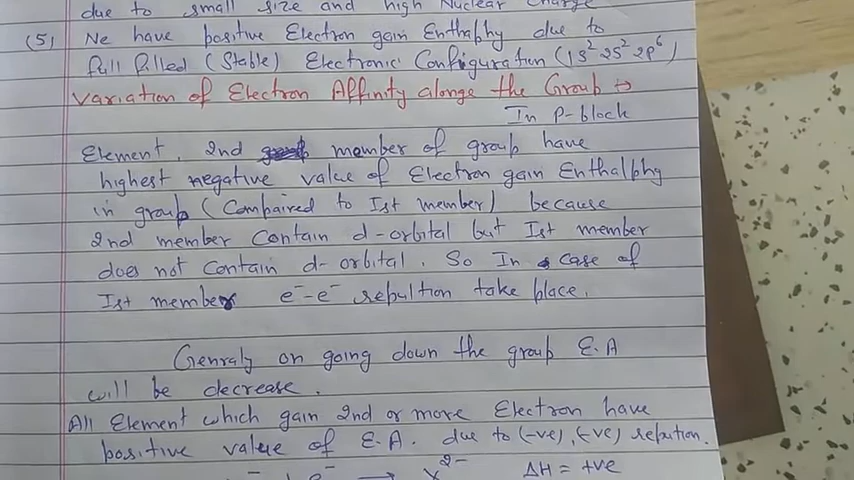 due to small size and high Nuclear Charge
(5) Ne have positive Electron gain Enthaphy due to
full filled (Stable) Electronic Configuration (1s² 2s² 2p⁶)
Variation of Electron Affinity alonge the Group →
In P-block
Element, 2nd member of group have
highest negative value of Electron gain Enthalphy
in group (Compaired to Ist member) because
2nd member Contain d-orbital but Ist member
does not Contain d-orbital. So In case of
Ist member e⁻-e⁻ repultion take place.
Genraly on going down the group E.A
will be decrease.
All Element which gain 2nd or more Electron have
positive value of E.A. due to (-ve), (-ve) repution.
e⁻ → X²⁻ ΔH = +ve